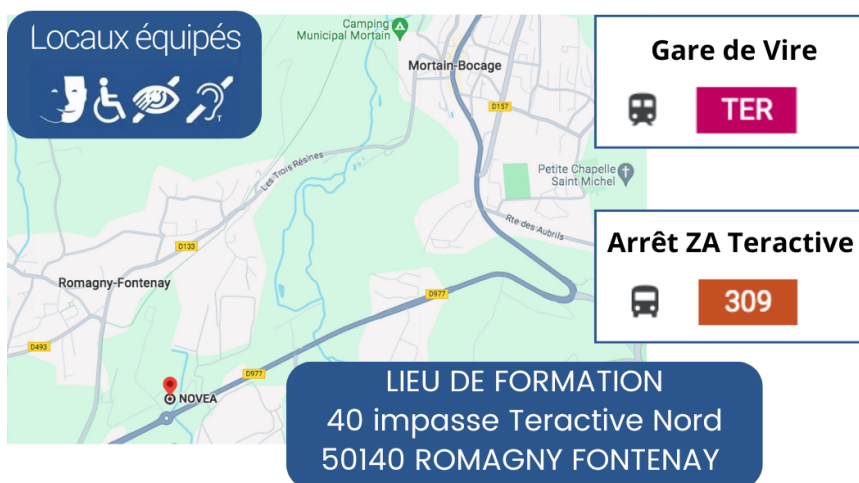 Locaux équipés
T
Camping
Municipal Mortain
Mortain-Bocage
D157
Petite Chapelle
Saint Michel
Les Trois Résines
Rte des Aubrils
D133
Romagny-Fontenay
D977
D493
D977
NOVEA
Gare de Vire
TER
Arrêt ZA Teractive
309
LIEU DE FORMATION
40 impasse Teractive Nord
50140 ROMAGNY FONTENAY